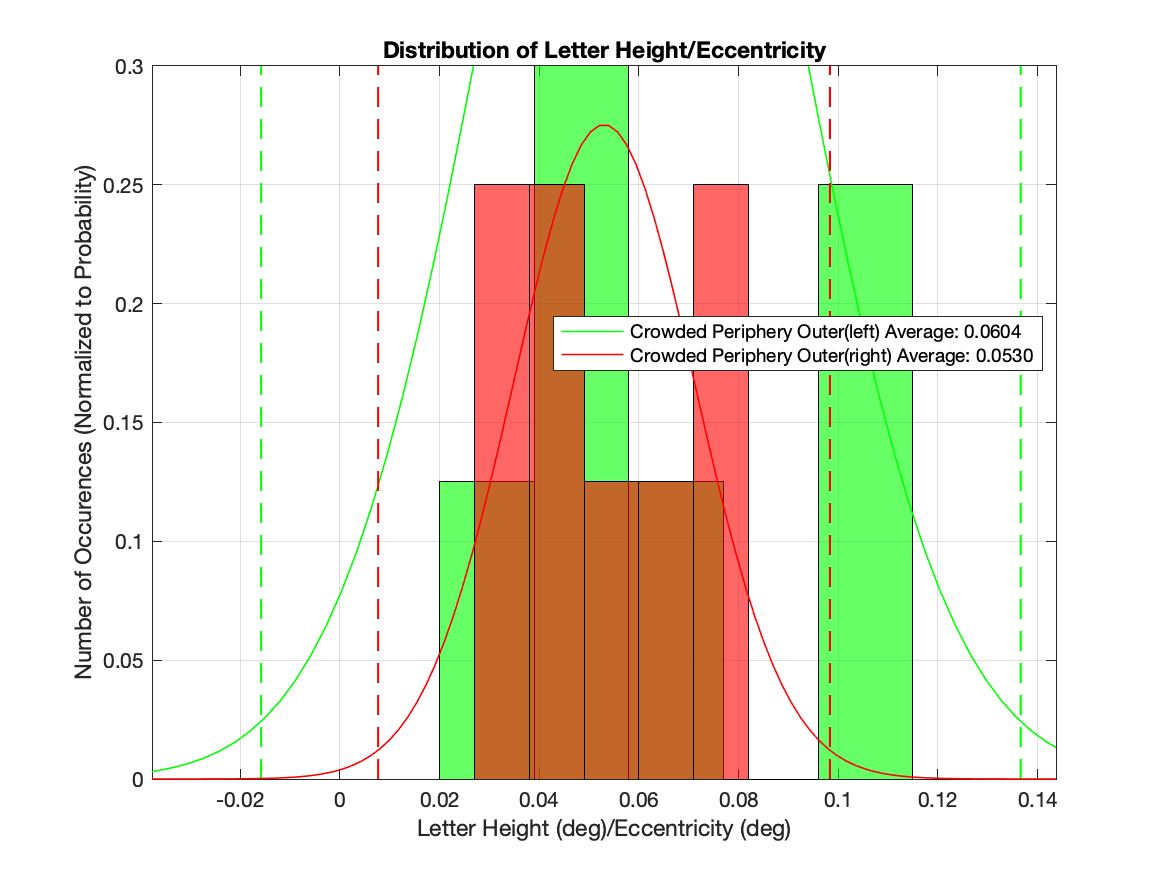 Distribution of Letter Height/Eccentricity
Number of Occurences (Normalized to Probability)
0.3
0.25
0.2
0.15
0.1
0.05
0
Crowded Periphery Outer(left) Average: 0.0604
Crowded Periphery Outer(right) Average: 0.0530
-0.02 0 0.02 0.04 0.06 0.08 0.1 0.12 0.14
Letter Height (deg)/Eccentricity (deg)